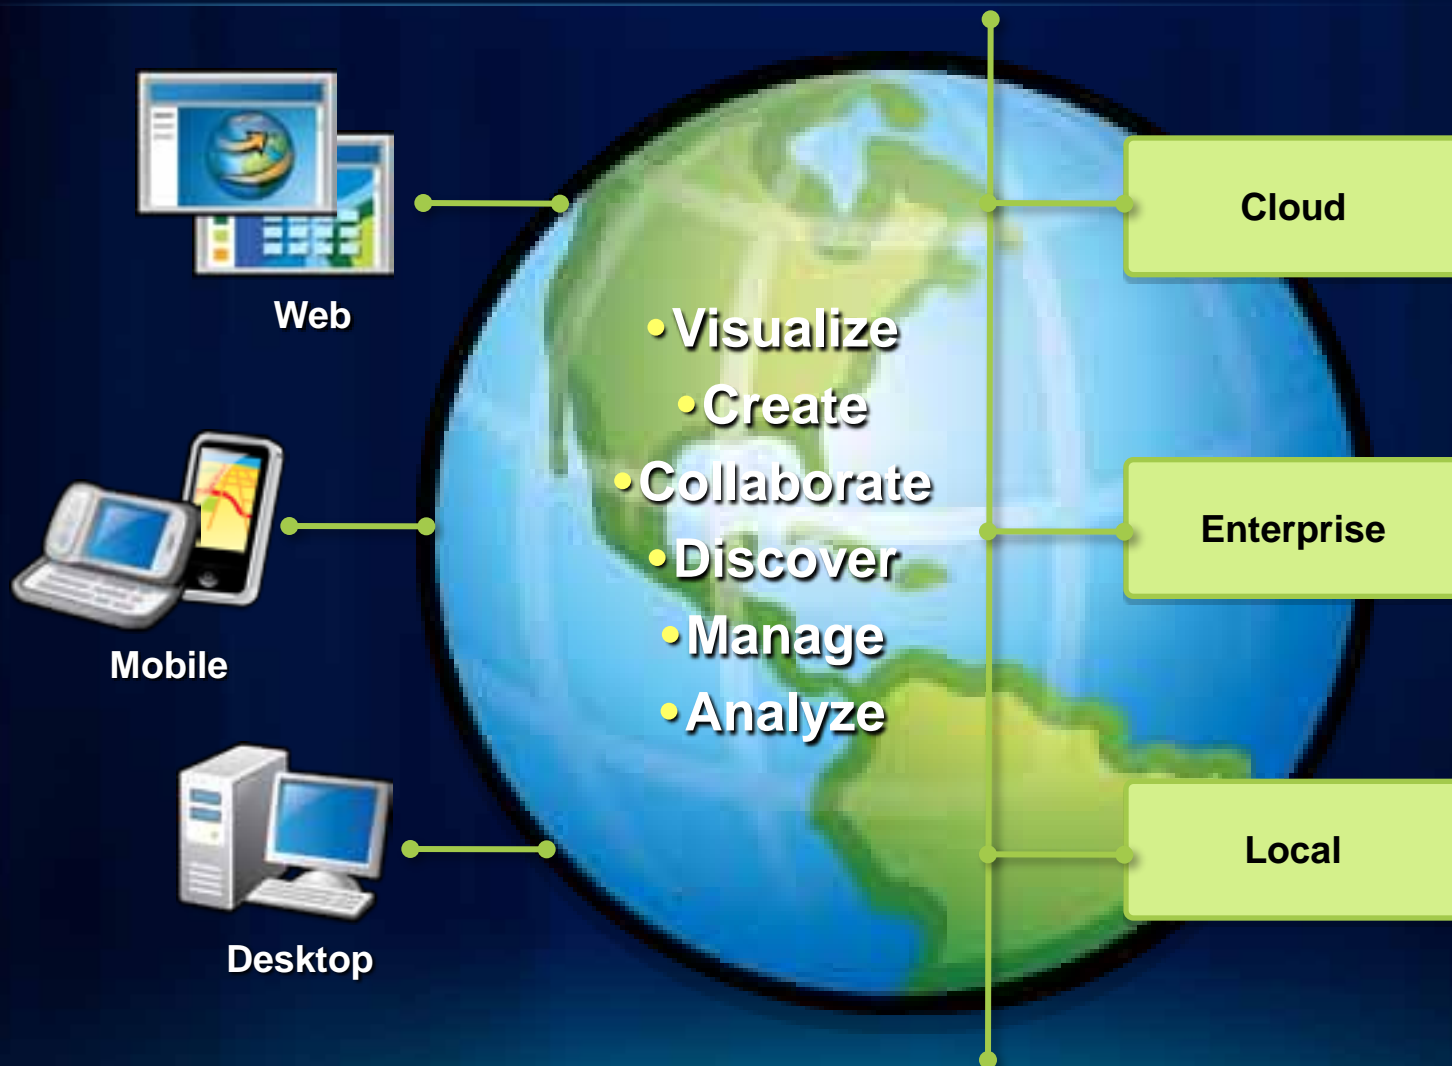 Web
Mobile
Desktop
•Visualize
•Create
•Collaborate
•Discover
•Manage
•Analyze
Cloud
Enterprise
Local